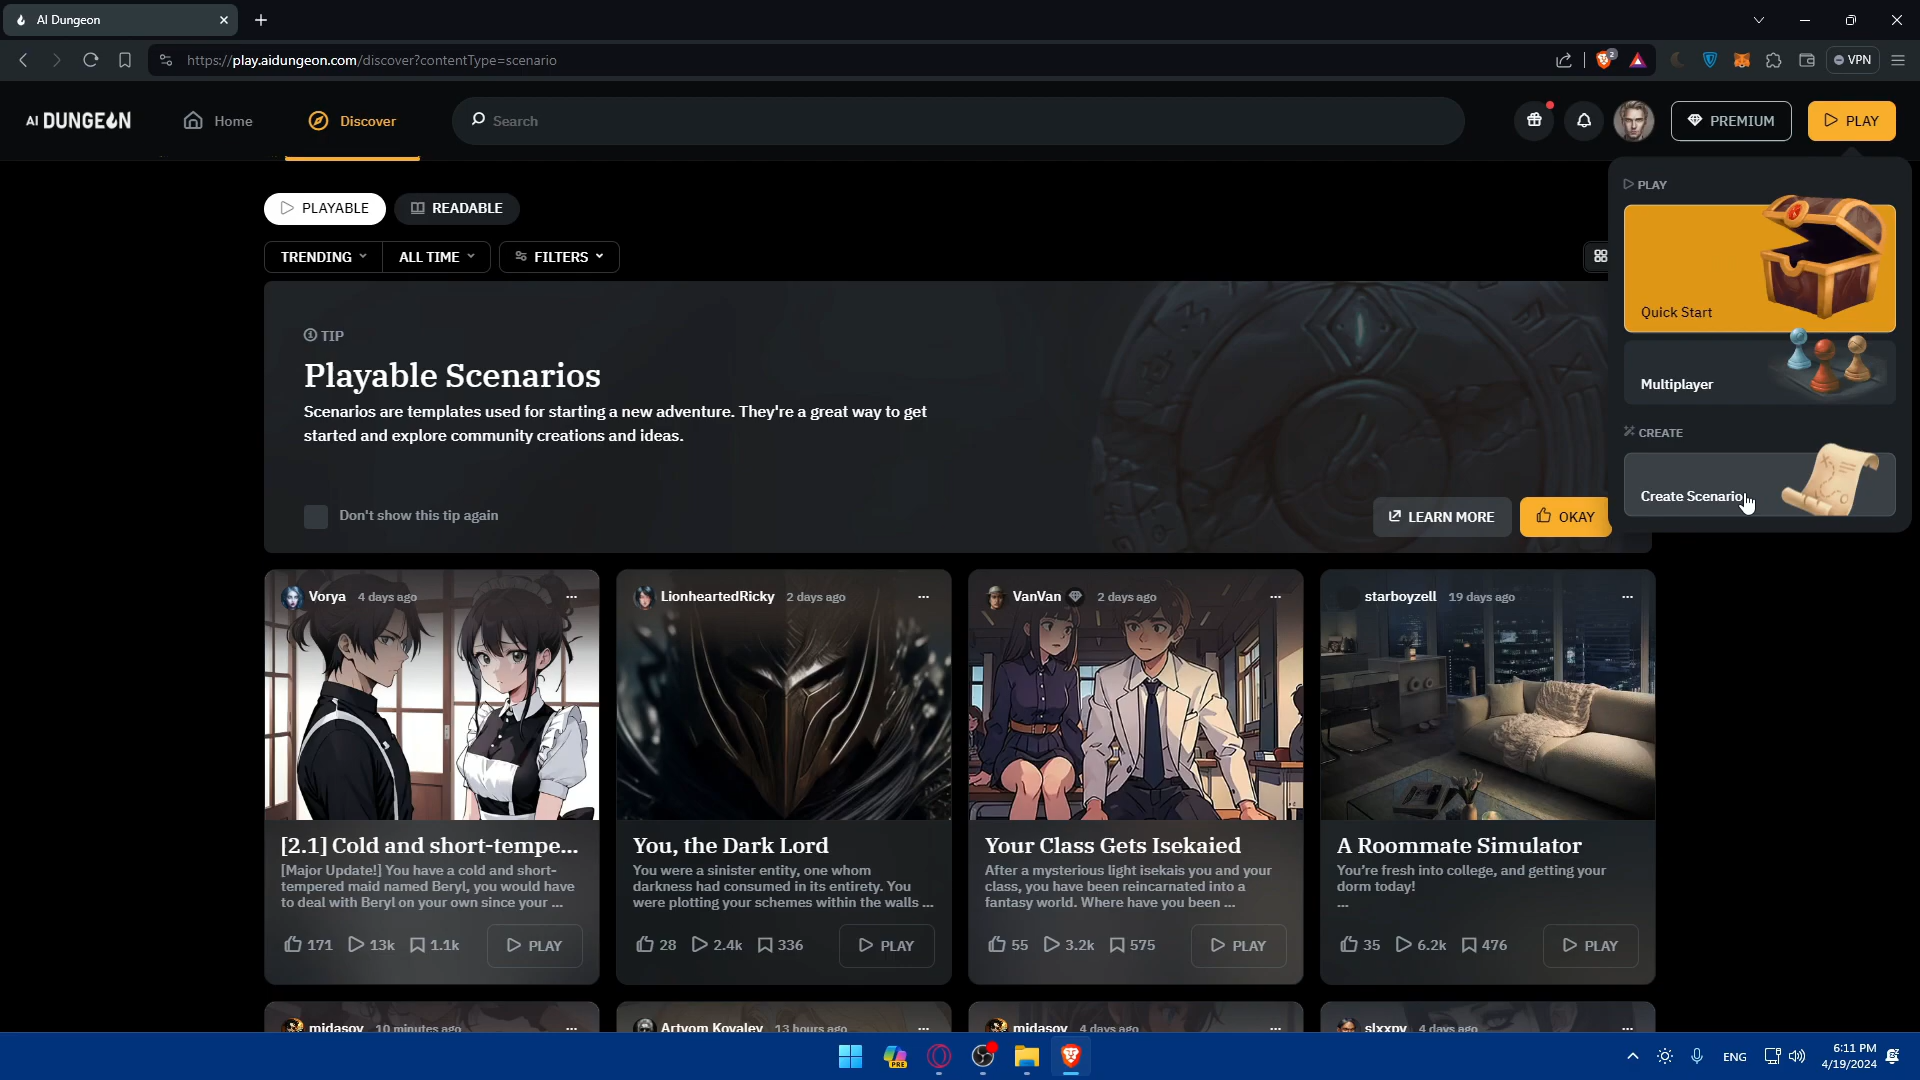 AI Dungeon
https://play.aidungeon.com/discover?contentType=scenario
2
VPN
AI DUNGEON
Home
Discover
Search
PREMIUM
PLAY
PLAYABLE
READABLE
TRENDING
ALL TIME
FILTERS
TIP
Playable Scenarios
Scenarios are templates used for starting a new adventure. They're a great way to get
started and explore community creations and ideas.
Don't show this tip again
LEARN MORE
OKAY
PLAY
Quick Start
Multiplayer
CREATE
Create Scenario
Vorya 4 days ago
[2.1] Cold and short-tempe...
[Major Update!] You have a cold and short-
tempered maid named Beryl, you would have
to deal with Beryl on your own since your ...
171 13k 1.1k PLAY
LionheartedRicky 2 days ago
You, the Dark Lord
You were a sinister entity, one whom
darkness had consumed in its entirety. You
were plotting your schemes within the walls ...
28 2.4k 336 PLAY
VanVan 2 days ago
Your Class Gets Isekaied
After a mysterious light isekais you and your
class, you have been reincarnated into a
fantasy world. Where have you been ...
55 3.2k 575 PLAY
starboyzell 19 days ago
A Roommate Simulator
You're fresh into college, and getting your
dorm today!
...
35 6.2k 476 PLAY
midasov 10 minutes ago
Artyom Kovalev 13 hours ago
midasov 4 days ago
slxxpy 4 days ago
PRE
ENG
6:11 PM
4/19/2024